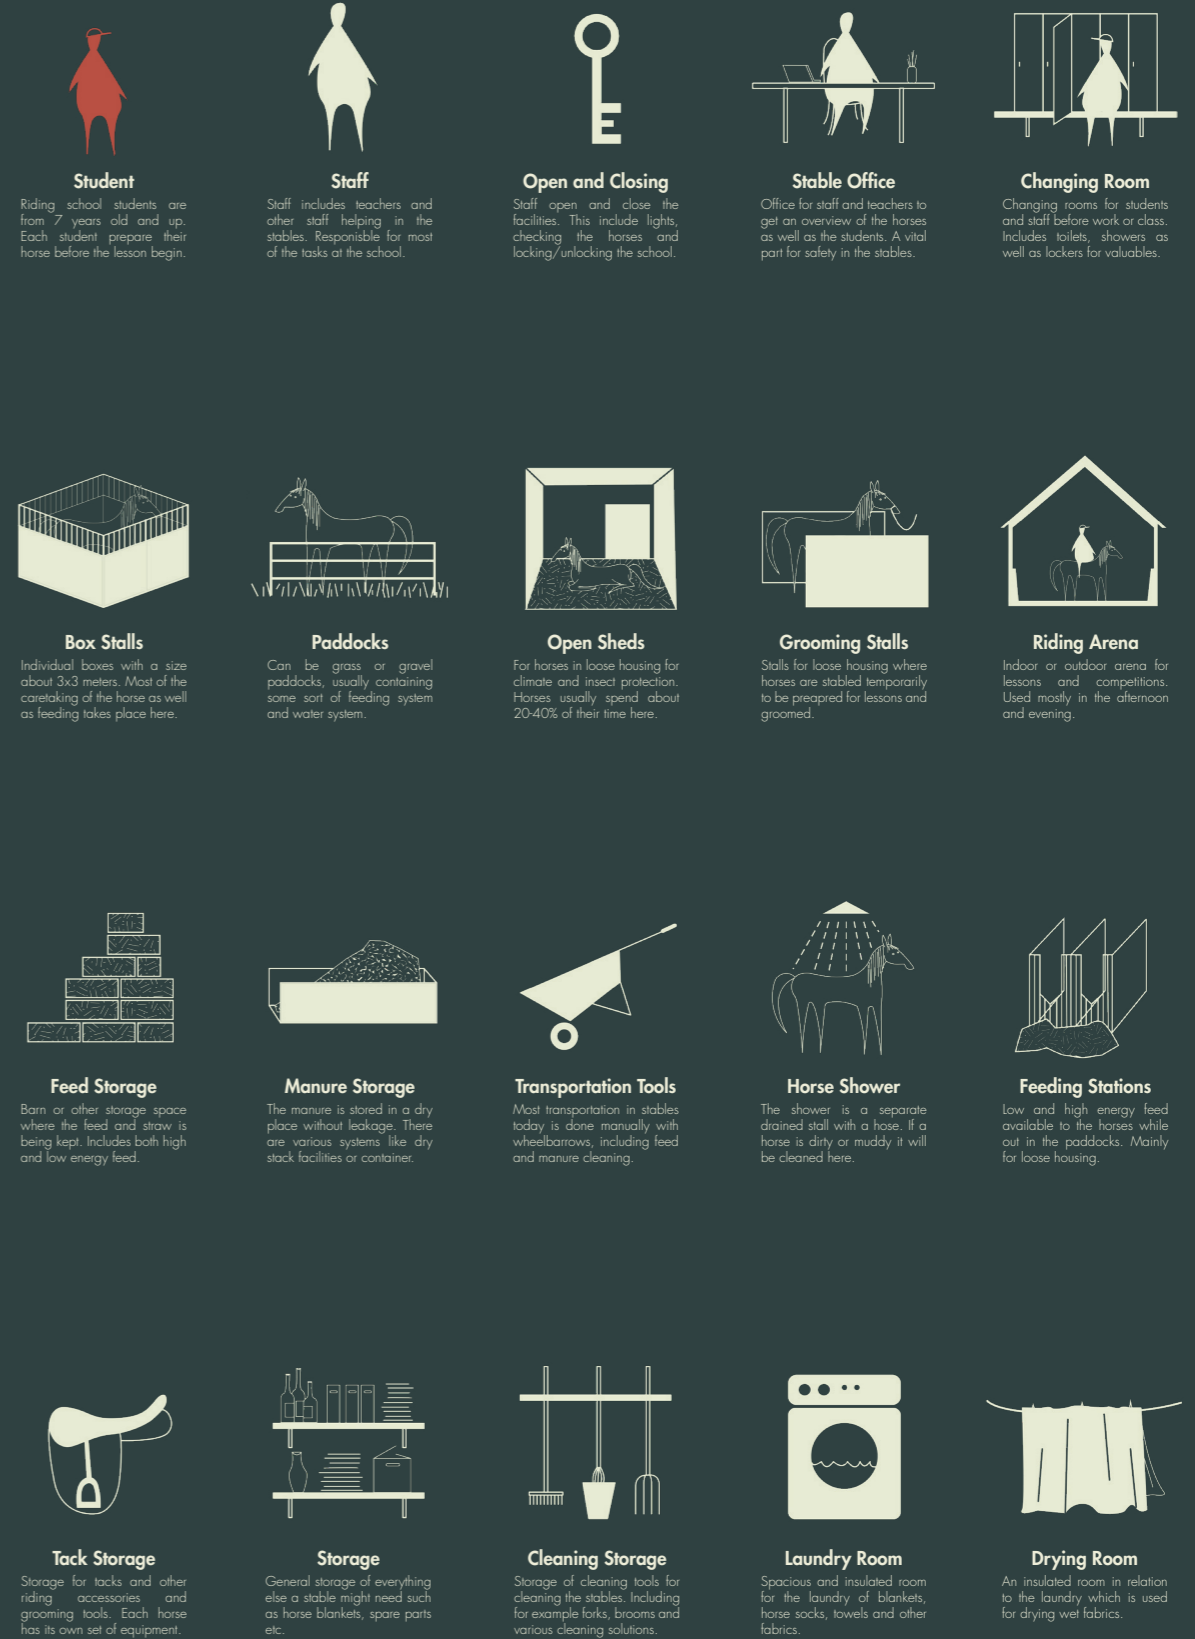 Student
Riding school students are
from 7 years old and up.
Each student prepare their
horse before the lesson begin.
Staff
Staff includes teachers and
other staff helping in the
stables. Responisble for most
of the tasks at the school.
Open and Closing
Staff open and close the
facilities. This include lights,
checking the horses and
locking/unlocking the school.
Stable Office
Office for staff and teachers to
get an overview of the horses
as well as the students. A vital
part for safety in the stables.
Changing Room
Changing rooms for students
and staff before work or class.
Includes toilets, showers as
well as lockers for valuables.
Box Stalls
Individual boxes with a size
about 3x3 meters. Most of the
caretaking of the horse as well
as feeding takes place here.
Paddocks
Can be grass or gravel
paddocks, usually containing
some sort of feeding system
and water system.
Open Sheds
For horses in loose housing for
climate and insect protection.
Horses usually spend about
20-40% of their time here.
Grooming Stalls
Stalls for loose housing where
horses are stabled temporarily
to be preapred for lessons and
groomed.
Riding Arena
Indoor or outdoor arena for
lessons and competitions.
Used mostly in the afternoon
and evening.
Feed Storage
Barn or other storage space
where the feed and straw is
being kept. Includes both high
and low energy feed.
Manure Storage
The manure is stored in a dry
place without leakage. There
are various systems like dry
stack facilities or container.
Transportation Tools
Most transportation in stables
today is done manually with
wheelbarrows, including feed
and manure cleaning.
Horse Shower
The shower is a separate
drained stall with a hose. If a
horse is dirty or muddy it will
be cleaned here.
Feeding Stations
Low and high energy feed
available to the horses while
out in the paddocks. Mainly
for loose housing.
Tack Storage
Storage for tacks and other
riding accessories and
grooming tools. Each horse
has its own set of equipment.
Storage
General storage of everything
else a stable might need such
as horse blankets, spare parts
etc.
Cleaning Storage
Storage of cleaning tools for
cleaning the stables. Including
for example forks, brooms and
various cleaning solutions.
Laundry Room
Spacious and insulated room
for the laundry of blankets,
horse socks, towels and other
fabrics.
Drying Room
An insulated room in relation
to the laundry which is used
for drying wet fabrics.